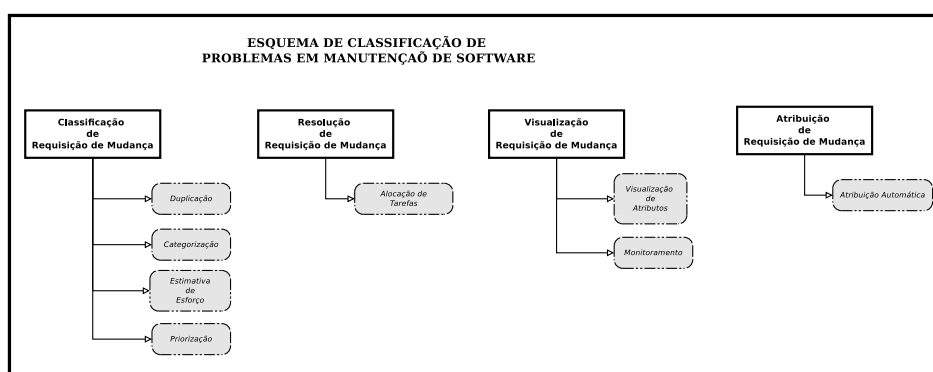 ESQUEMA DE CLASSIFICAÇÃO DE
PROBLEMAS EM MANUTENÇAÕ DE SOFTWARE
Classificação
de
Requisição de Mudança
Duplicação
Categorização
Estimativa
de
Esforço
Priorização
Resolução
de
Requisição de Mudança
Alocação de
Tarefas
Visualização
de
Requisição de Mudança
Visualização
de
Atributos
Monitoramento
Atribuição
de
Requisição de Mudança
Atribuição Automática